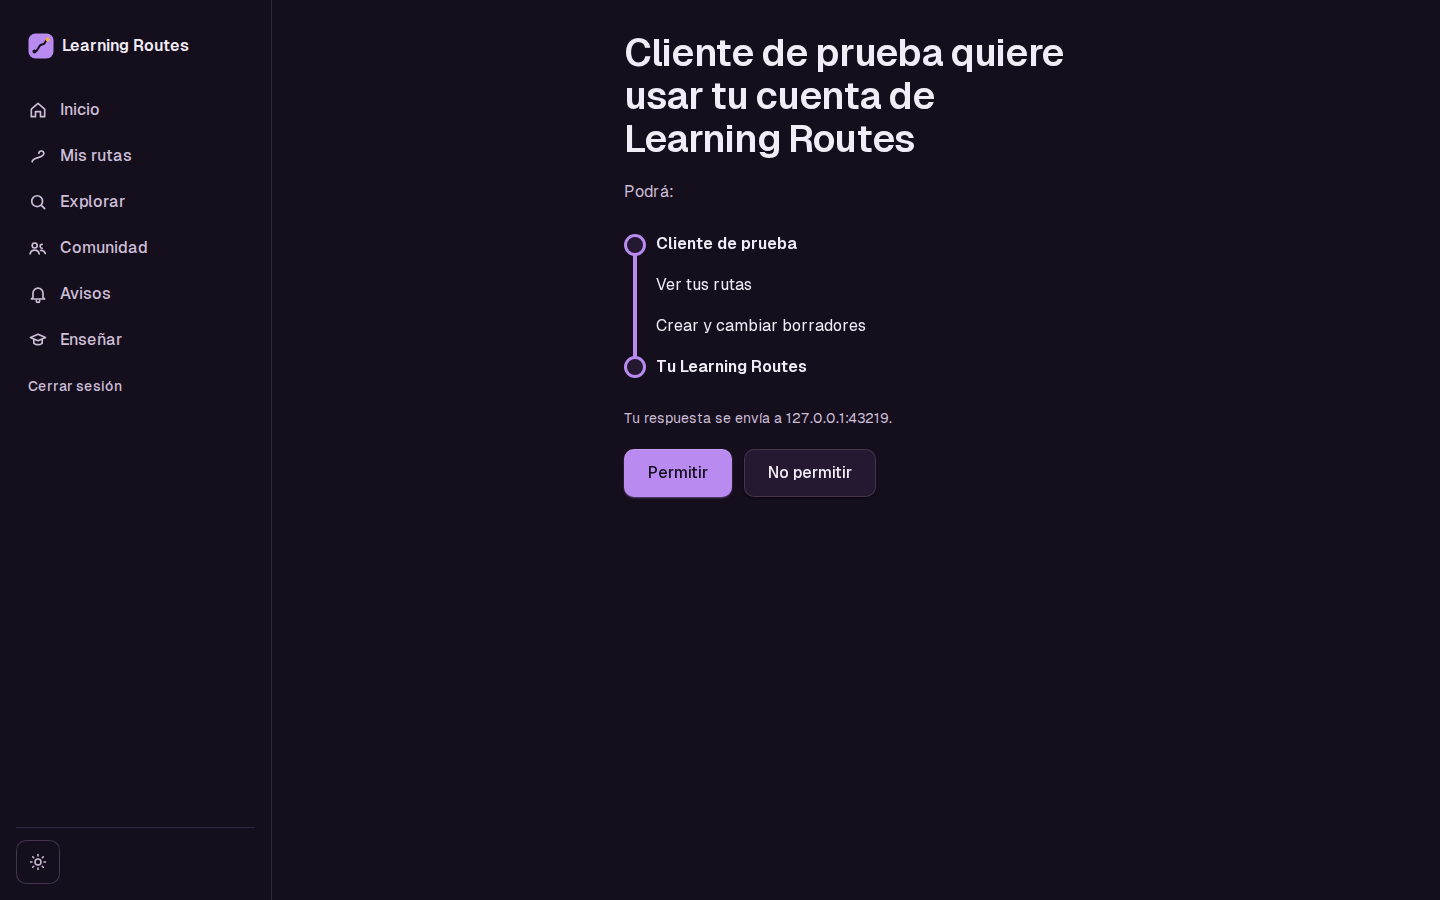 Learning Routes
Inicio
Mis rutas
Explorar
Comunidad
Avisos
Enseñar
Cerrar sesión
Cliente de prueba quiere
usar tu cuenta de
Learning Routes
Podrá:
Cliente de prueba
Ver tus rutas
Crear y cambiar borradores
Tu Learning Routes
Tu respuesta se envía a 127.0.0.1:43219.
Permitir
No permitir